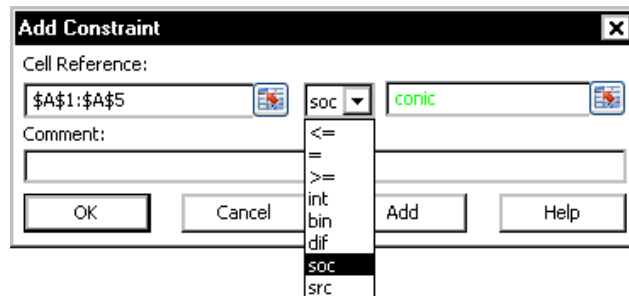 Add Constraint
Cell Reference:
$A$1:$A$5 soc conic
Comment:
<=
=
>=
int
OK Cancel Add Help
bin
dif
soc
src